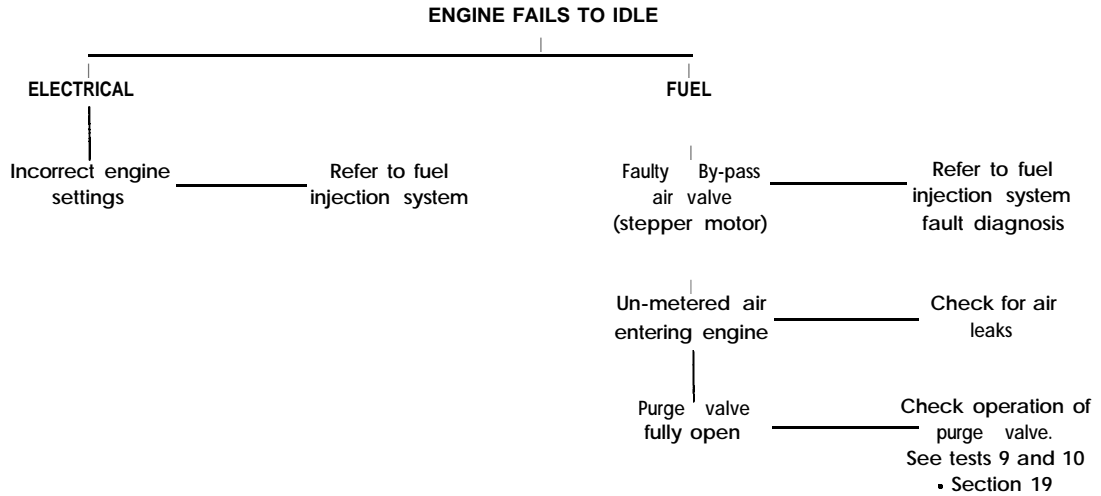 ENGINE FAILS TO IDLE
ELECTRICAL
FUEL
Incorrect engine
settings
Refer to fuel
injection system
Faulty By-pass
air valve
(stepper motor)
Refer to fuel
injection system
fault diagnosis
Un-metered air
entering engine
Check for air
leaks
Purge valve
fully open
Check operation of
purge valve.
See tests 9 and 10
• Section 19